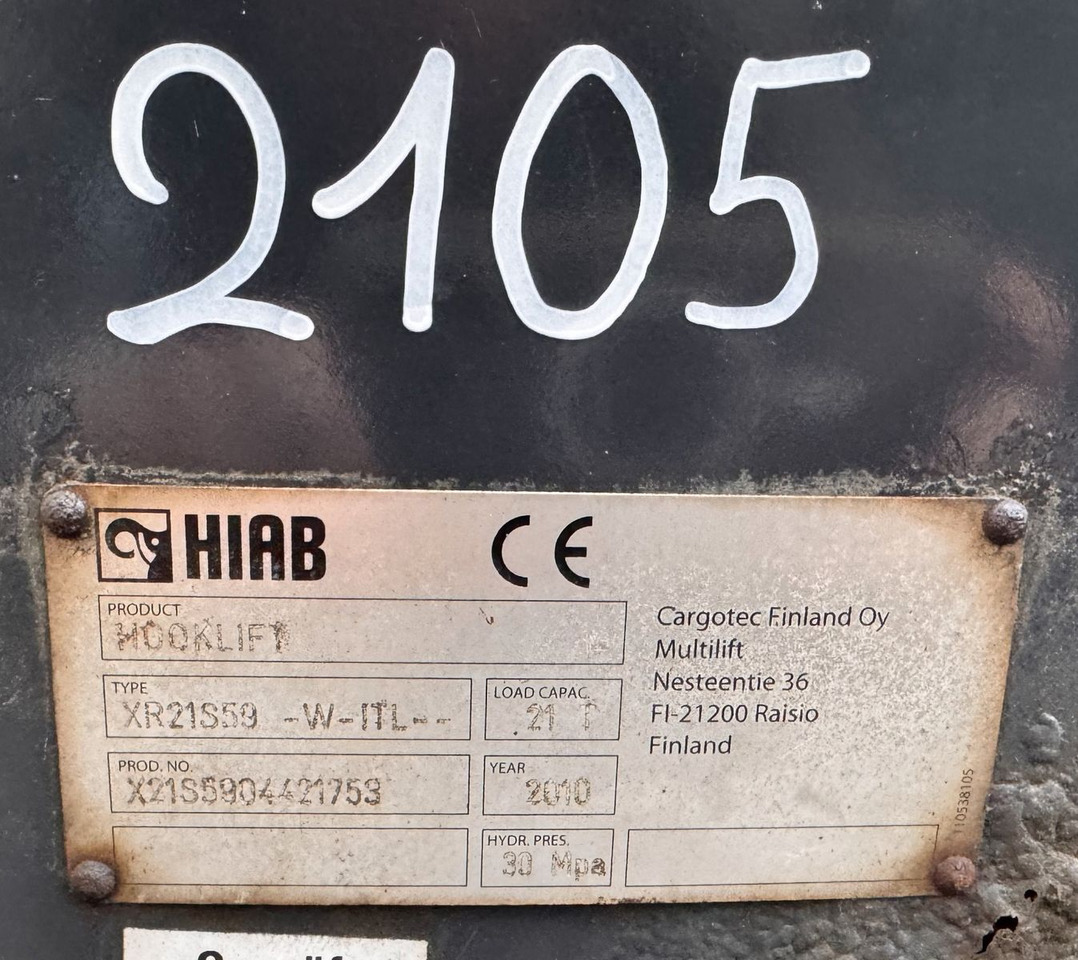 2105
HIAB CE
PRODUCT
HOOKLIFT
TYPE
XR21S59 -W-ITL--
LOAD CAPAC.
21 T
PROD. NO.
X21S5904421753
YEAR
2010
HYDR. PRES.
30 Mpa
Cargotec Finland Oy
Multilift
Nesteentie 36
FI-21200 Raisio
Finland
110538105